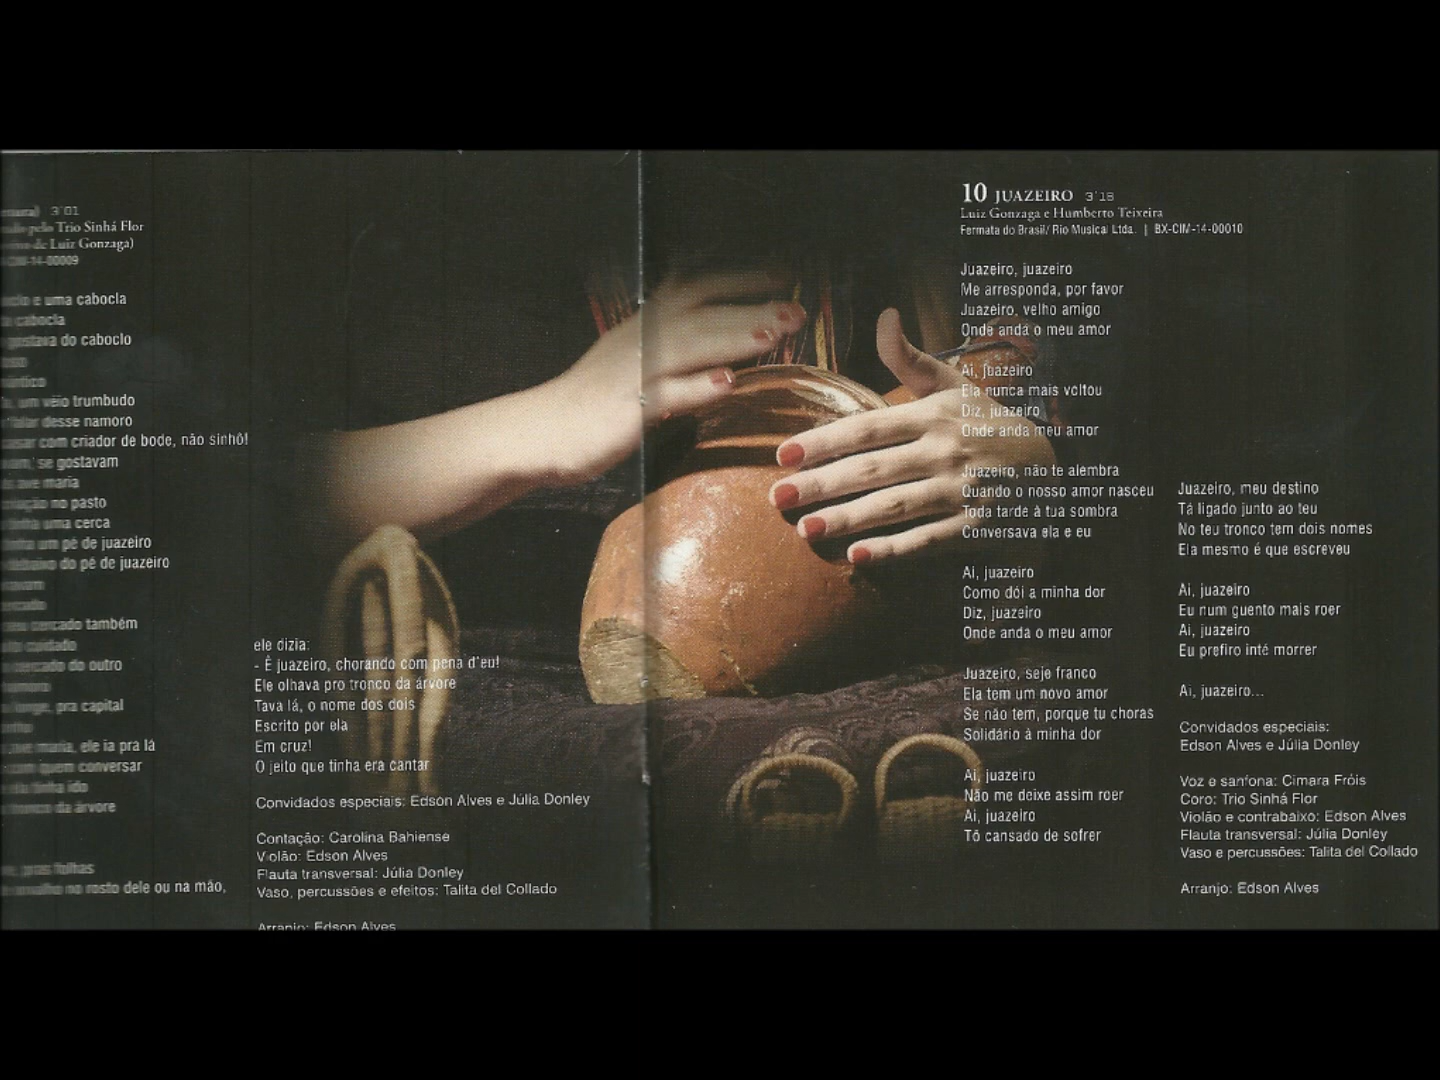 3'01
pelo Trio Sinhá Flor
de Luiz Gonzaga)
14-00009
e uma cabocla
cabocla
gostava do caboclo
um véio trumbudo
desse namoro
casar com criador de bode, não sinhô!
se gostavam
ave maria
no pasto
tinha uma cerca
um pé de juazeiro
do pé de juazeiro
cercado também
cuidado
cercado do outro
longe, pra capital
ave maria, ele ia pra lá
quem conversar
tinha ido
tronco da árvore
pras folhas
orvalho no rosto dele ou na mão,
ele dizia:
- Ê juazeiro, chorando com pena d'eu!
Ele olhava pro tronco da árvore
Tava lá, o nome dos dois
Escrito por ela
Em cruz!
O jeito que tinha era cantar
Convidados especiais: Edson Alves e Júlia Donley
Contação: Carolina Bahiense
Violão: Edson Alves
Flauta transversal: Júlia Donley
Vaso, percussões e efeitos: Talita del Collado
Arranjo: Edson Alves
10 JUAZEIRO 3'18
Luiz Gonzaga e Humberto Teixeira
Fermata do Brasil/ Rio Musical Ltda. | BX-CIM-14-00010
Juazeiro, juazeiro
Me arresponda, por favor
Juazeiro, velho amigo
Onde anda o meu amor
Ai, juazeiro
Ela nunca mais voltou
Diz, juazeiro
Onde anda meu amor
Juazeiro, não te alembra
Quando o nosso amor nasceu
Toda tarde à tua sombra
Conversava ela e eu
Ai, juazeiro
Como dói a minha dor
Diz, juazeiro
Onde anda o meu amor
Juazeiro, seje franco
Ela tem um novo amor
Se não tem, porque tu choras
Solidário à minha dor
Ai, juazeiro
Não me deixe assim roer
Ai, juazeiro
Tô cansado de sofrer
Juazeiro, meu destino
Tá ligado junto ao teu
No teu tronco tem dois nomes
Ela mesmo é que escreveu
Ai, juazeiro
Eu num guento mais roer
Ai, juazeiro
Eu prefiro inté morrer
Ai, juazeiro...
Convidados especiais:
Edson Alves e Júlia Donley
Voz e sanfona: Cimara Fróis
Coro: Trio Sinhá Flor
Violão e contrabaixo: Edson Alves
Flauta transversal: Júlia Donley
Vaso e percussões: Talita del Collado
Arranjo: Edson Alves